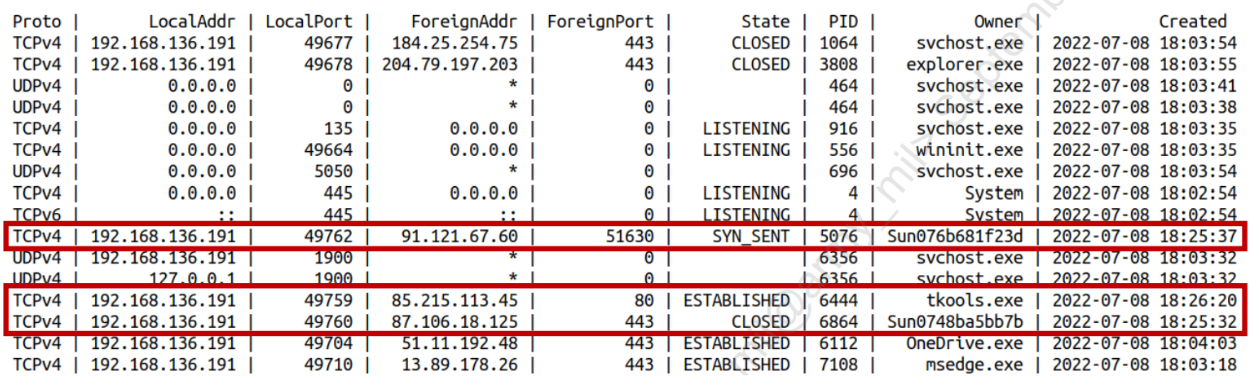 Proto | LocalAddr | LocalPort | ForeignAddr | ForeignPort | State | PID | Owner | Created
TCPv4 | 192.168.136.191 | 49677 | 184.25.254.75 | 443 | CLOSED | 1064 | svchost.exe | 2022-07-08 18:03:54
TCPv4 | 192.168.136.191 | 49678 | 204.79.197.203 | 443 | CLOSED | 3808 | explorer.exe | 2022-07-08 18:03:55
UDPv4 | 0.0.0.0 | 0 | * | 0 | | 464 | svchost.exe | 2022-07-08 18:03:41
UDPv4 | 0.0.0.0 | 0 | * | 0 | | 464 | svchost.exe | 2022-07-08 18:03:38
TCPv4 | 0.0.0.0 | 135 | 0.0.0.0 | 0 | LISTENING | 916 | svchost.exe | 2022-07-08 18:03:35
TCPv4 | 0.0.0.0 | 49664 | 0.0.0.0 | 0 | LISTENING | 556 | wininit.exe | 2022-07-08 18:03:35
UDPv4 | 0.0.0.0 | 5050 | * | 0 | | 696 | svchost.exe | 2022-07-08 18:03:54
TCPv4 | 0.0.0.0 | 445 | 0.0.0.0 | 0 | LISTENING | 4 | System | 2022-07-08 18:02:54
TCPv6 | :: | 445 | :: | 0 | LISTENING | 4 | System | 2022-07-08 18:02:54
TCPv4 | 192.168.136.191 | 49762 | 91.121.67.60 | 51630 | SYN_SENT | 5076 | Sun076b681f23d | 2022-07-08 18:25:37
UDPv4 | 192.168.136.191 | 1900 | * | 0 | | 6356 | svchost.exe | 2022-07-08 18:03:32
UDPv4 | 127.0.0.1 | 1900 | * | 0 | | 6356 | svchost.exe | 2022-07-08 18:03:32
TCPv4 | 192.168.136.191 | 49759 | 85.215.113.45 | 80 | ESTABLISHED | 6444 | tkools.exe | 2022-07-08 18:26:20
TCPv4 | 192.168.136.191 | 49760 | 87.106.18.125 | 443 | CLOSED | 6864 | Sun0748ba5bb7b | 2022-07-08 18:25:32
TCPv4 | 192.168.136.191 | 49704 | 51.11.192.48 | 443 | ESTABLISHED | 6112 | OneDrive.exe | 2022-07-08 18:04:03
TCPv4 | 192.168.136.191 | 49710 | 13.89.178.26 | 443 | ESTABLISHED | 7108 | msedge.exe | 2022-07-08 18:03:18